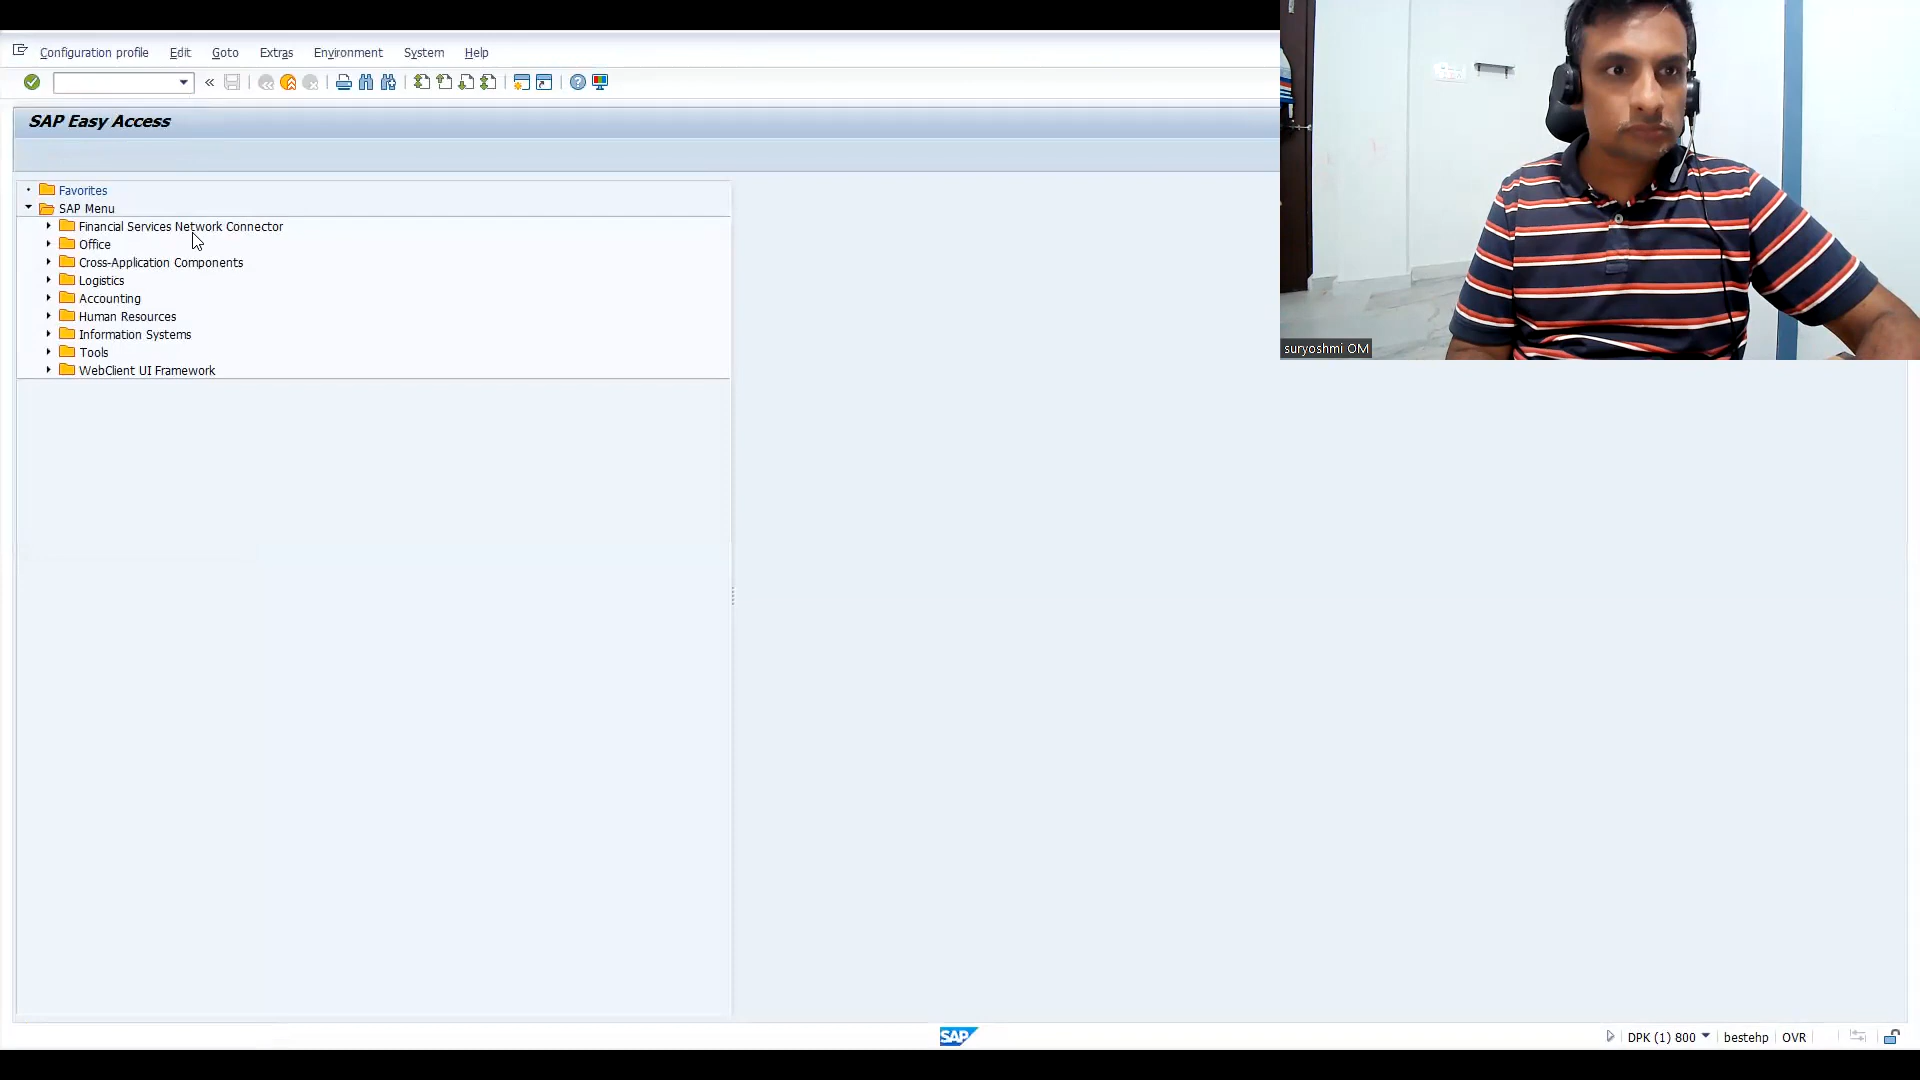 Configuration profile Edit Goto Extras Environment System Help
SAP Easy Access
Favorites
SAP Menu
Financial Services Network Connector
Office
Cross-Application Components
Logistics
Accounting
Human Resources
Information Systems
Tools
WebClient UI Framework
suryoshmi OM
SAP
DPK (1) 800 bestehp OVR